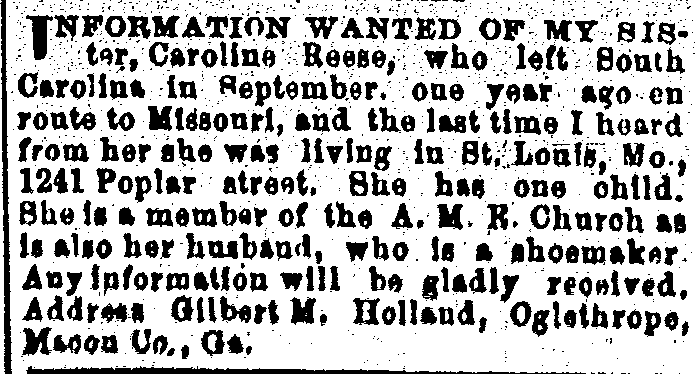 INFORMATION WANTED OF MY SIS-
ter, Caroline Reese, who left South
Carolina in September, one year ago en
route to Missouri, and the last time I heard
from her she was living in St. Louis, Mo.,
1241 Poplar street. She has one child.
She is a member of the A. M. E. Church as
is also her husband, who is a shoemaker.
Any information will be gladly received.
Address Gilbert M. Holland, Oglethrope,
Macon Co., Ga.